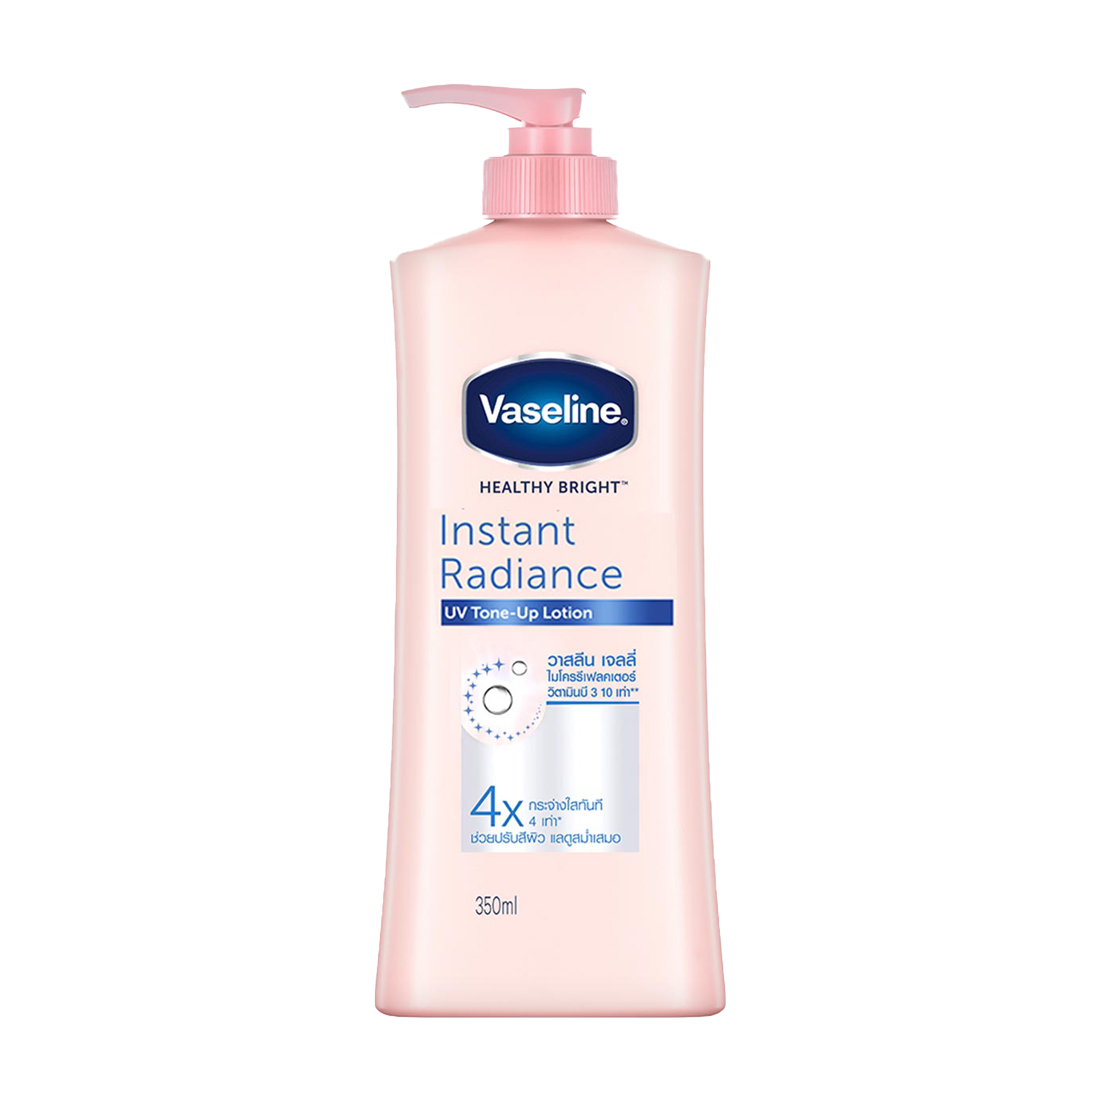 Vaseline®
HEALTHY BRIGHT™
Instant
Radiance
UV Tone-Up Lotion
วาสลีน เจลลี่
ไมโครรีเฟลคเตอร์
วิตามินบี 3 10 เท่า**
4x กระจ่างใสทันที
4 เท่า*
ช่วยปรับสีผิว แลดูสม่ำเสมอ
350ml